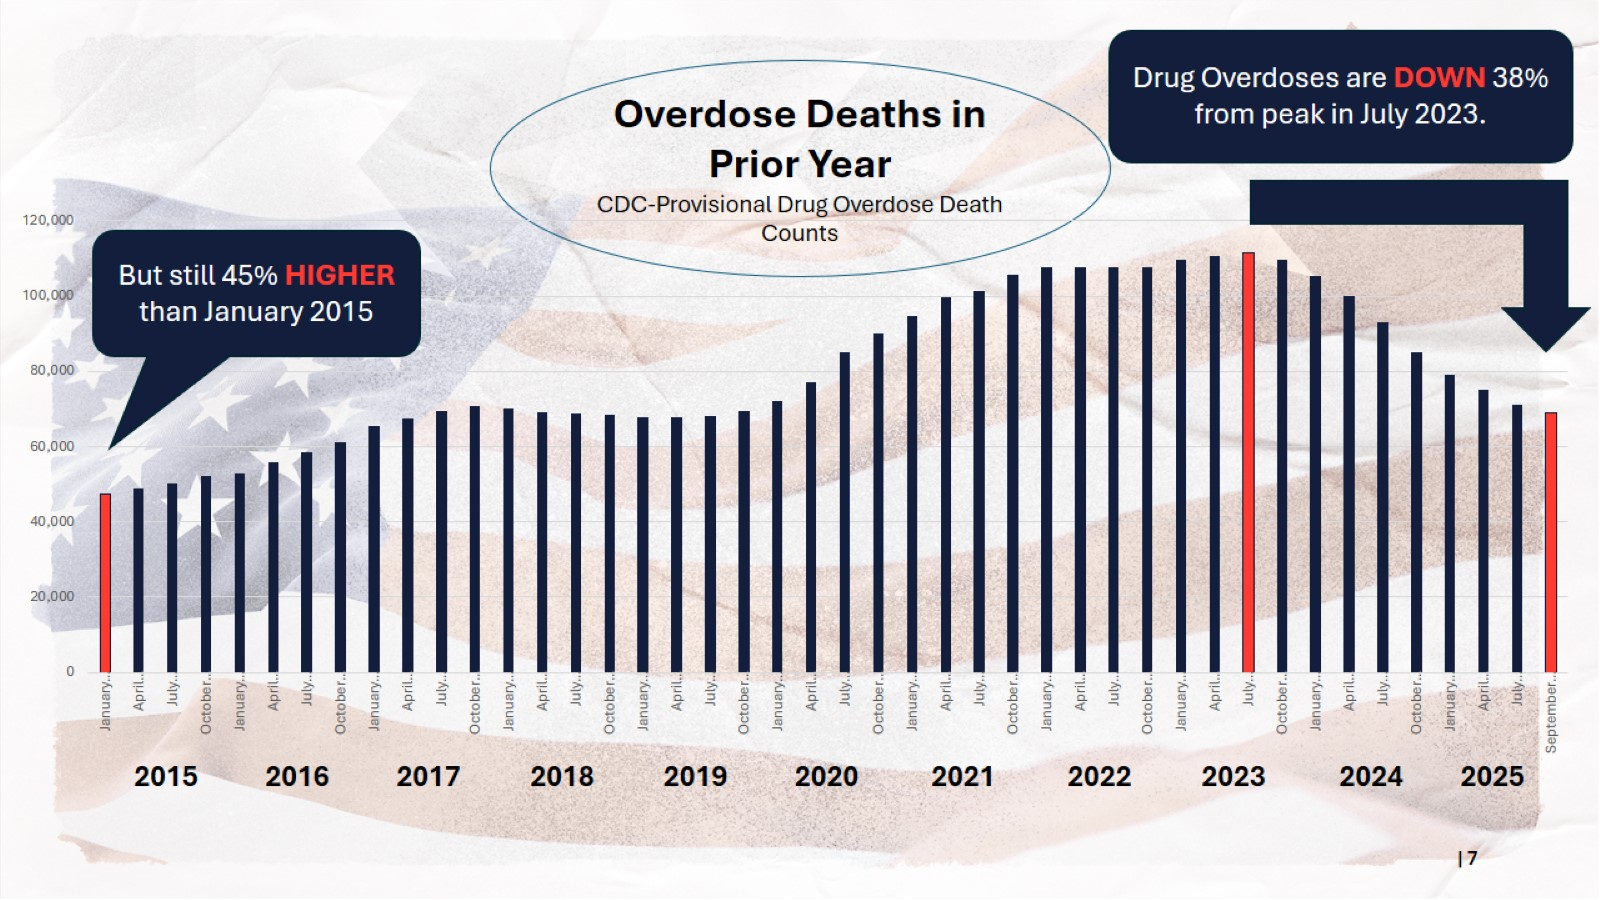 Overdose Deaths in
Prior Year
CDC-Provisional Drug Overdose Death
Counts
Drug Overdoses are DOWN 38%
from peak in July 2023.
But still 45% HIGHER
than January 2015
120,000
100,000
80,000
60,000
40,000
20,000
0
January...
April...
July...
October...
January...
April...
July...
October...
January...
April...
July...
October...
January...
April...
July...
October...
January...
April...
July...
October...
January...
April...
July...
October...
January...
April...
July...
October...
January...
April...
July...
October...
January...
April...
July...
October...
January...
April...
July...
October...
January...
April...
July...
September...
2015 2016 2017 2018 2019 2020 2021 2022 2023 2024 2025
| 7